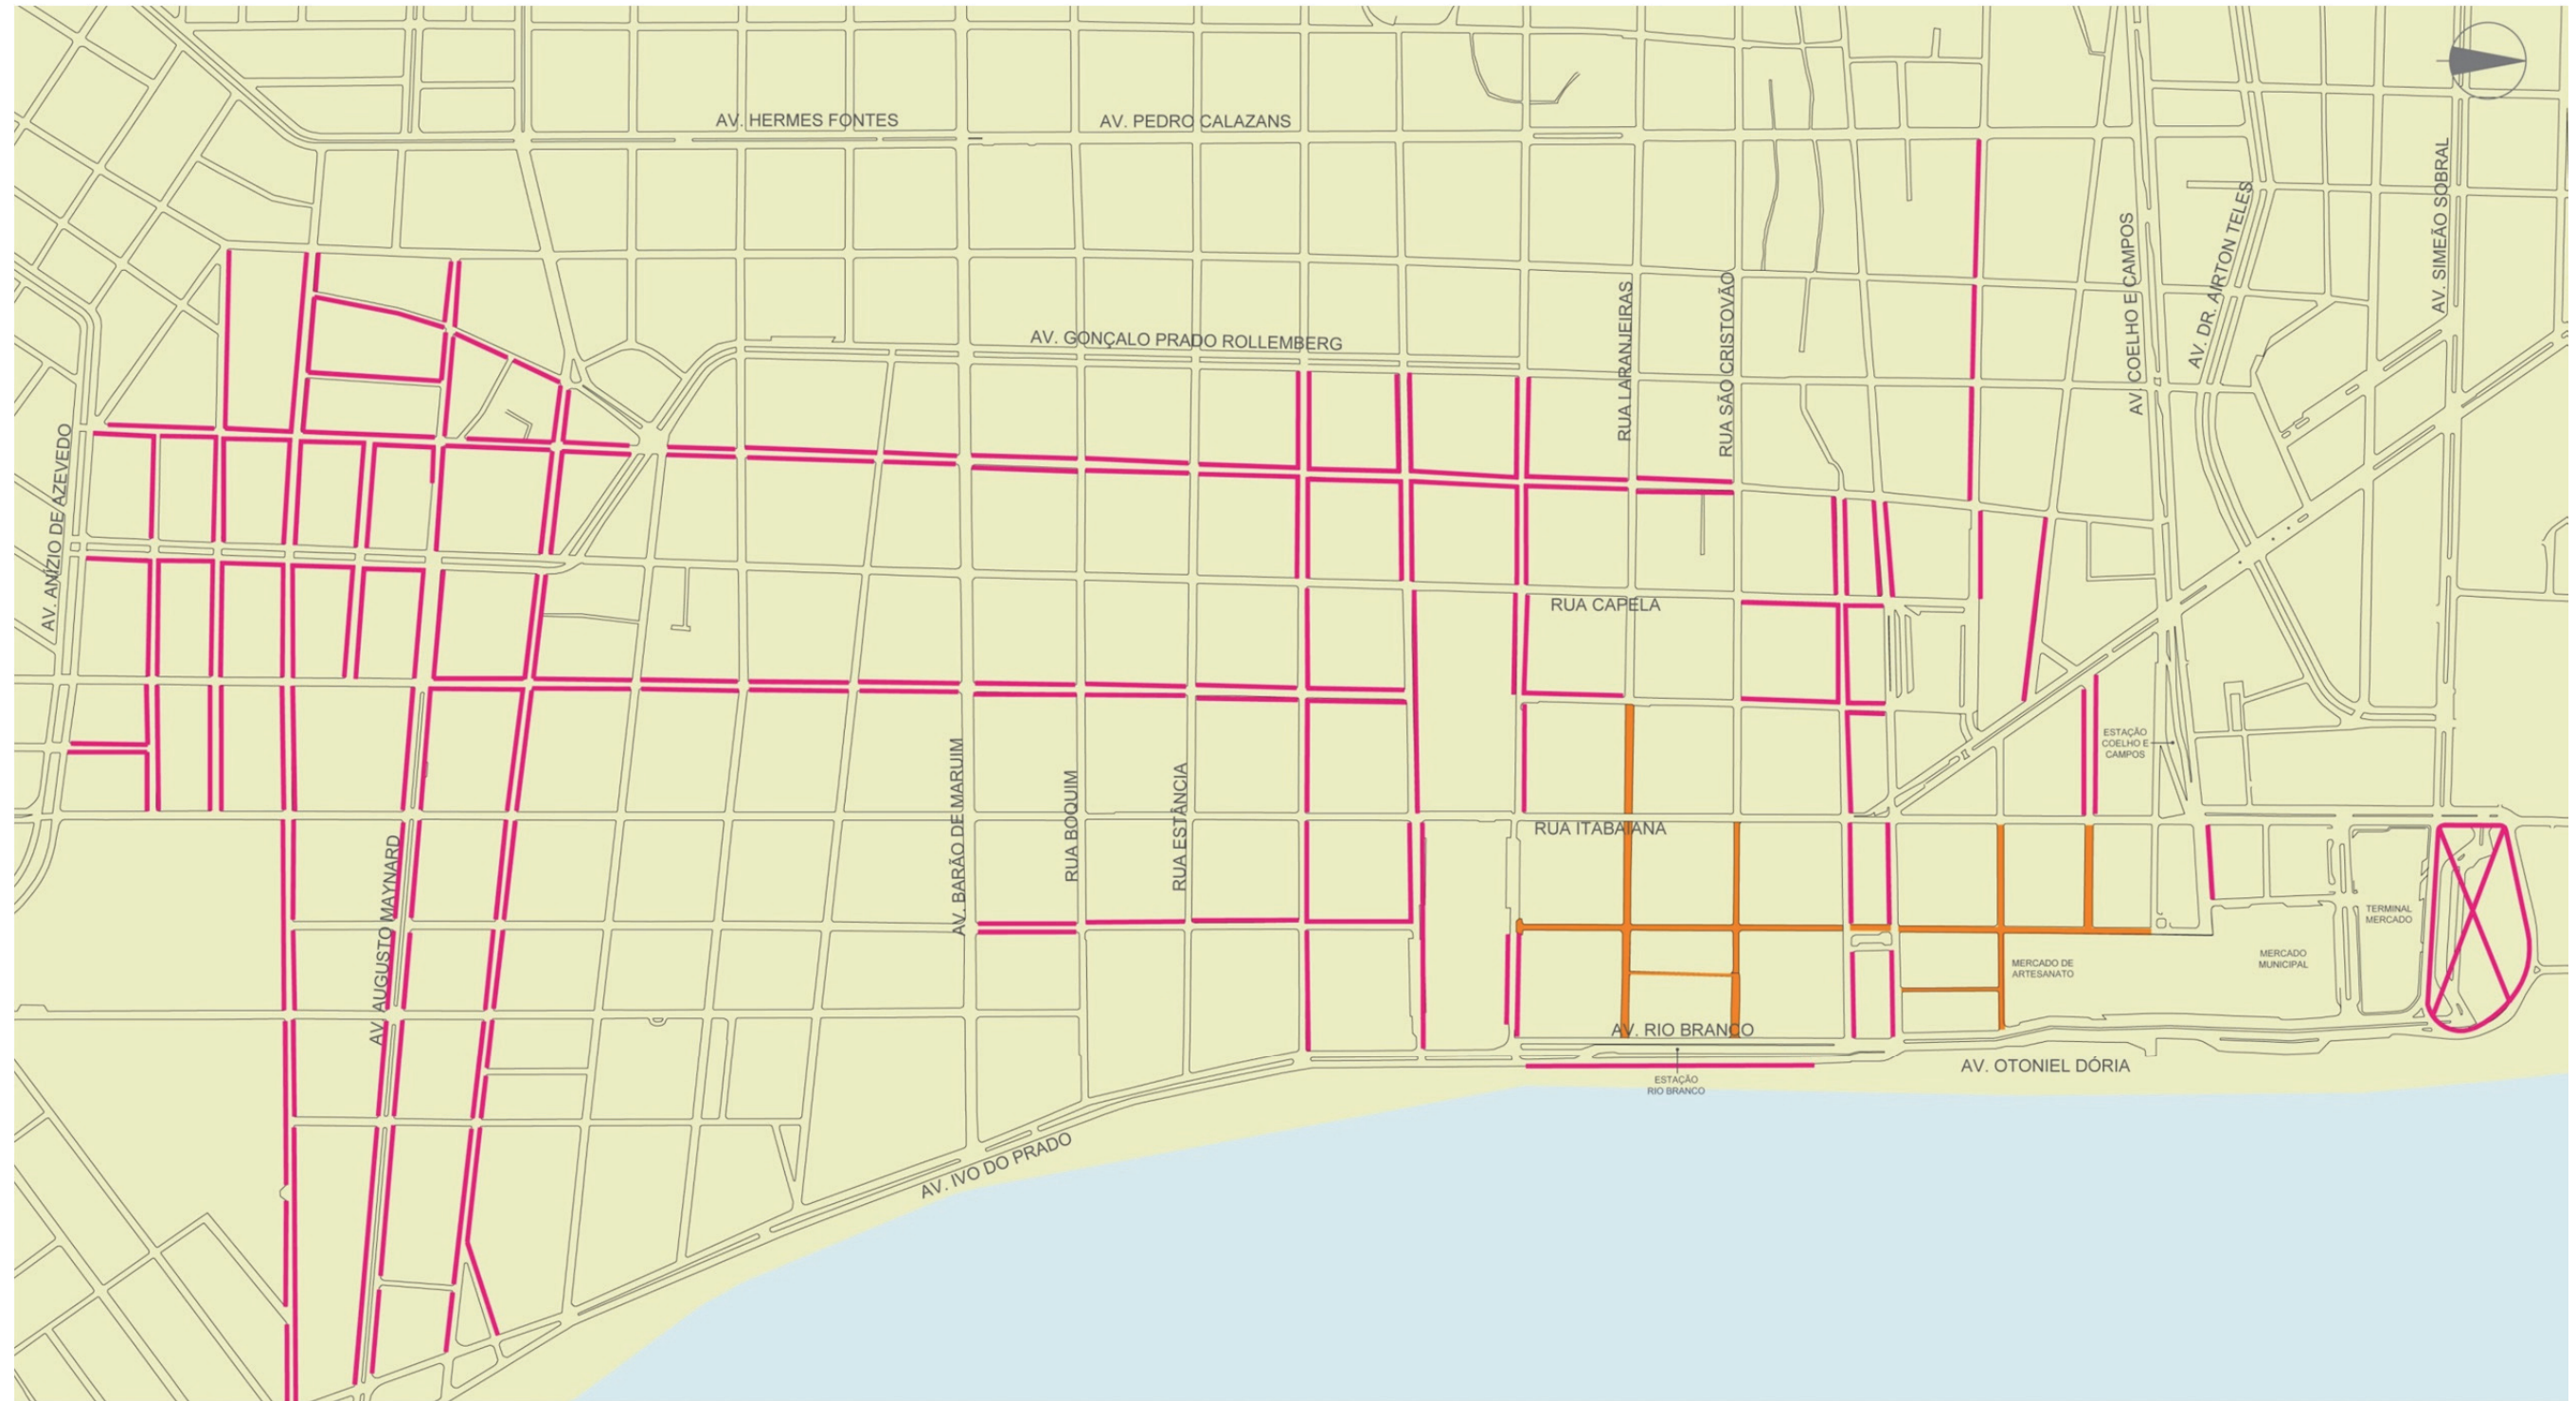 AV. HERMES FONTES
AV. PEDRO CALAZANS
AV. SIMEÃO SOBRAL
AV. DR. AIRTON TELES
AV. COELHO E CAMPOS
RUA SÃO CRISTOVÃO
RUA LARANJEIRAS
AV. GONÇALO PRADO ROLLEMBERG
AV. ANÍZIO DE AZEVEDO
RUA CAPELA
ESTAÇÃO
COELHO E
CAMPOS
AV. BARÃO DE MARUIM
RUA BOQUIM
RUA ESTÂNCIA
RUA ITABAIANA
AV. AUGUSTO MAYNARD
TERMINAL
MERCADO
MERCADO DE
ARTESANATO
MERCADO
MUNICIPAL
AV. RIO BRANCO
AV. OTONIEL DÓRIA
ESTAÇÃO
RIO BRANCO
AV. IVO DO PRADO